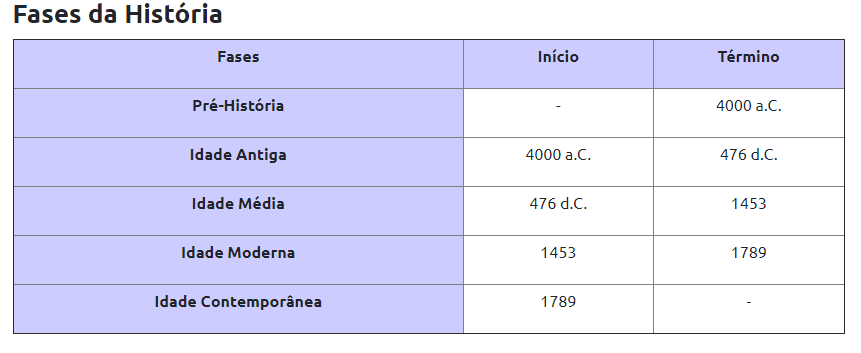 Fases da História
Fases Início Término
Pré-História - 4000 a.C.
Idade Antiga 4000 a.C. 476 d.C.
Idade Média 476 d.C. 1453
Idade Moderna 1453 1789
Idade Contemporânea 1789 -